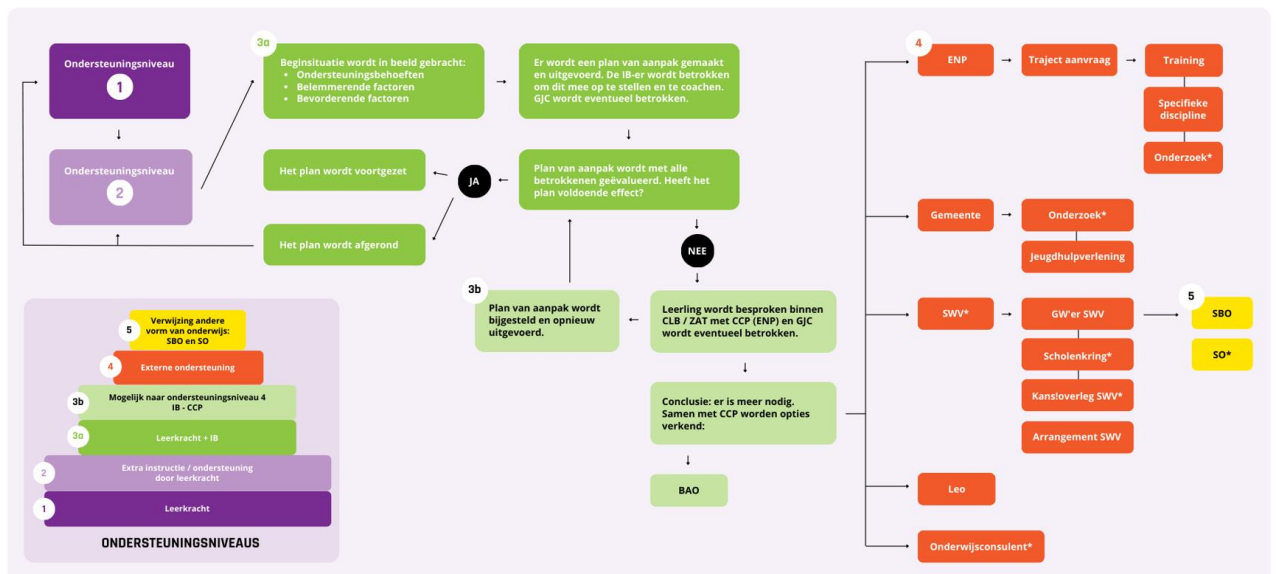 Ondersteuningsniveau
1
Ondersteuningsniveau
2
3a
Beginsituatie wordt in beeld gebracht:
• Ondersteuningsbehoeften
• Belemmerende factoren
• Bevorderende factoren
Er wordt een plan van aanpak gemaakt
en uitgevoerd. De IB-er wordt betrokken
om dit mee op te stellen en te coachen.
GJC wordt eventueel betrokken.
Het plan wordt voortgezet
JA
Plan van aanpak wordt met alle
betrokkenen geëvalueerd. Heeft het
plan voldoende effect?
Het plan wordt afgerond
NEE
3b
Plan van aanpak wordt
bijgesteld en opnieuw
uitgevoerd.
Leerling wordt besproken binnen
CLB / ZAT met CCP (ENP) en GJC
wordt eventueel betrokken.
Conclusie: er is meer nodig.
Samen met CCP worden opties
verkend:
BAO
4
ENP
Traject aanvraag
Training
Specifieke
discipline
Onderzoek*
Gemeente
Onderzoek*
Jeugdhulpverlening
SWV*
GW'er SWV
Scholenkring*
Kans!overleg SWV*
Arrangement SWV
5
SBO
SO*
Leo
Onderwijsconsulent*
5
Verwijzing andere
vorm van onderwijs:
SBO en SO
4
Externe ondersteuning
3b
Mogelijk naar ondersteuningsniveau 4
IB - CCP
3a
Leerkracht + IB
2
Extra instructie / ondersteuning
door leerkracht
1
Leerkracht
ONDERSTEUNINGSNIVEAUS